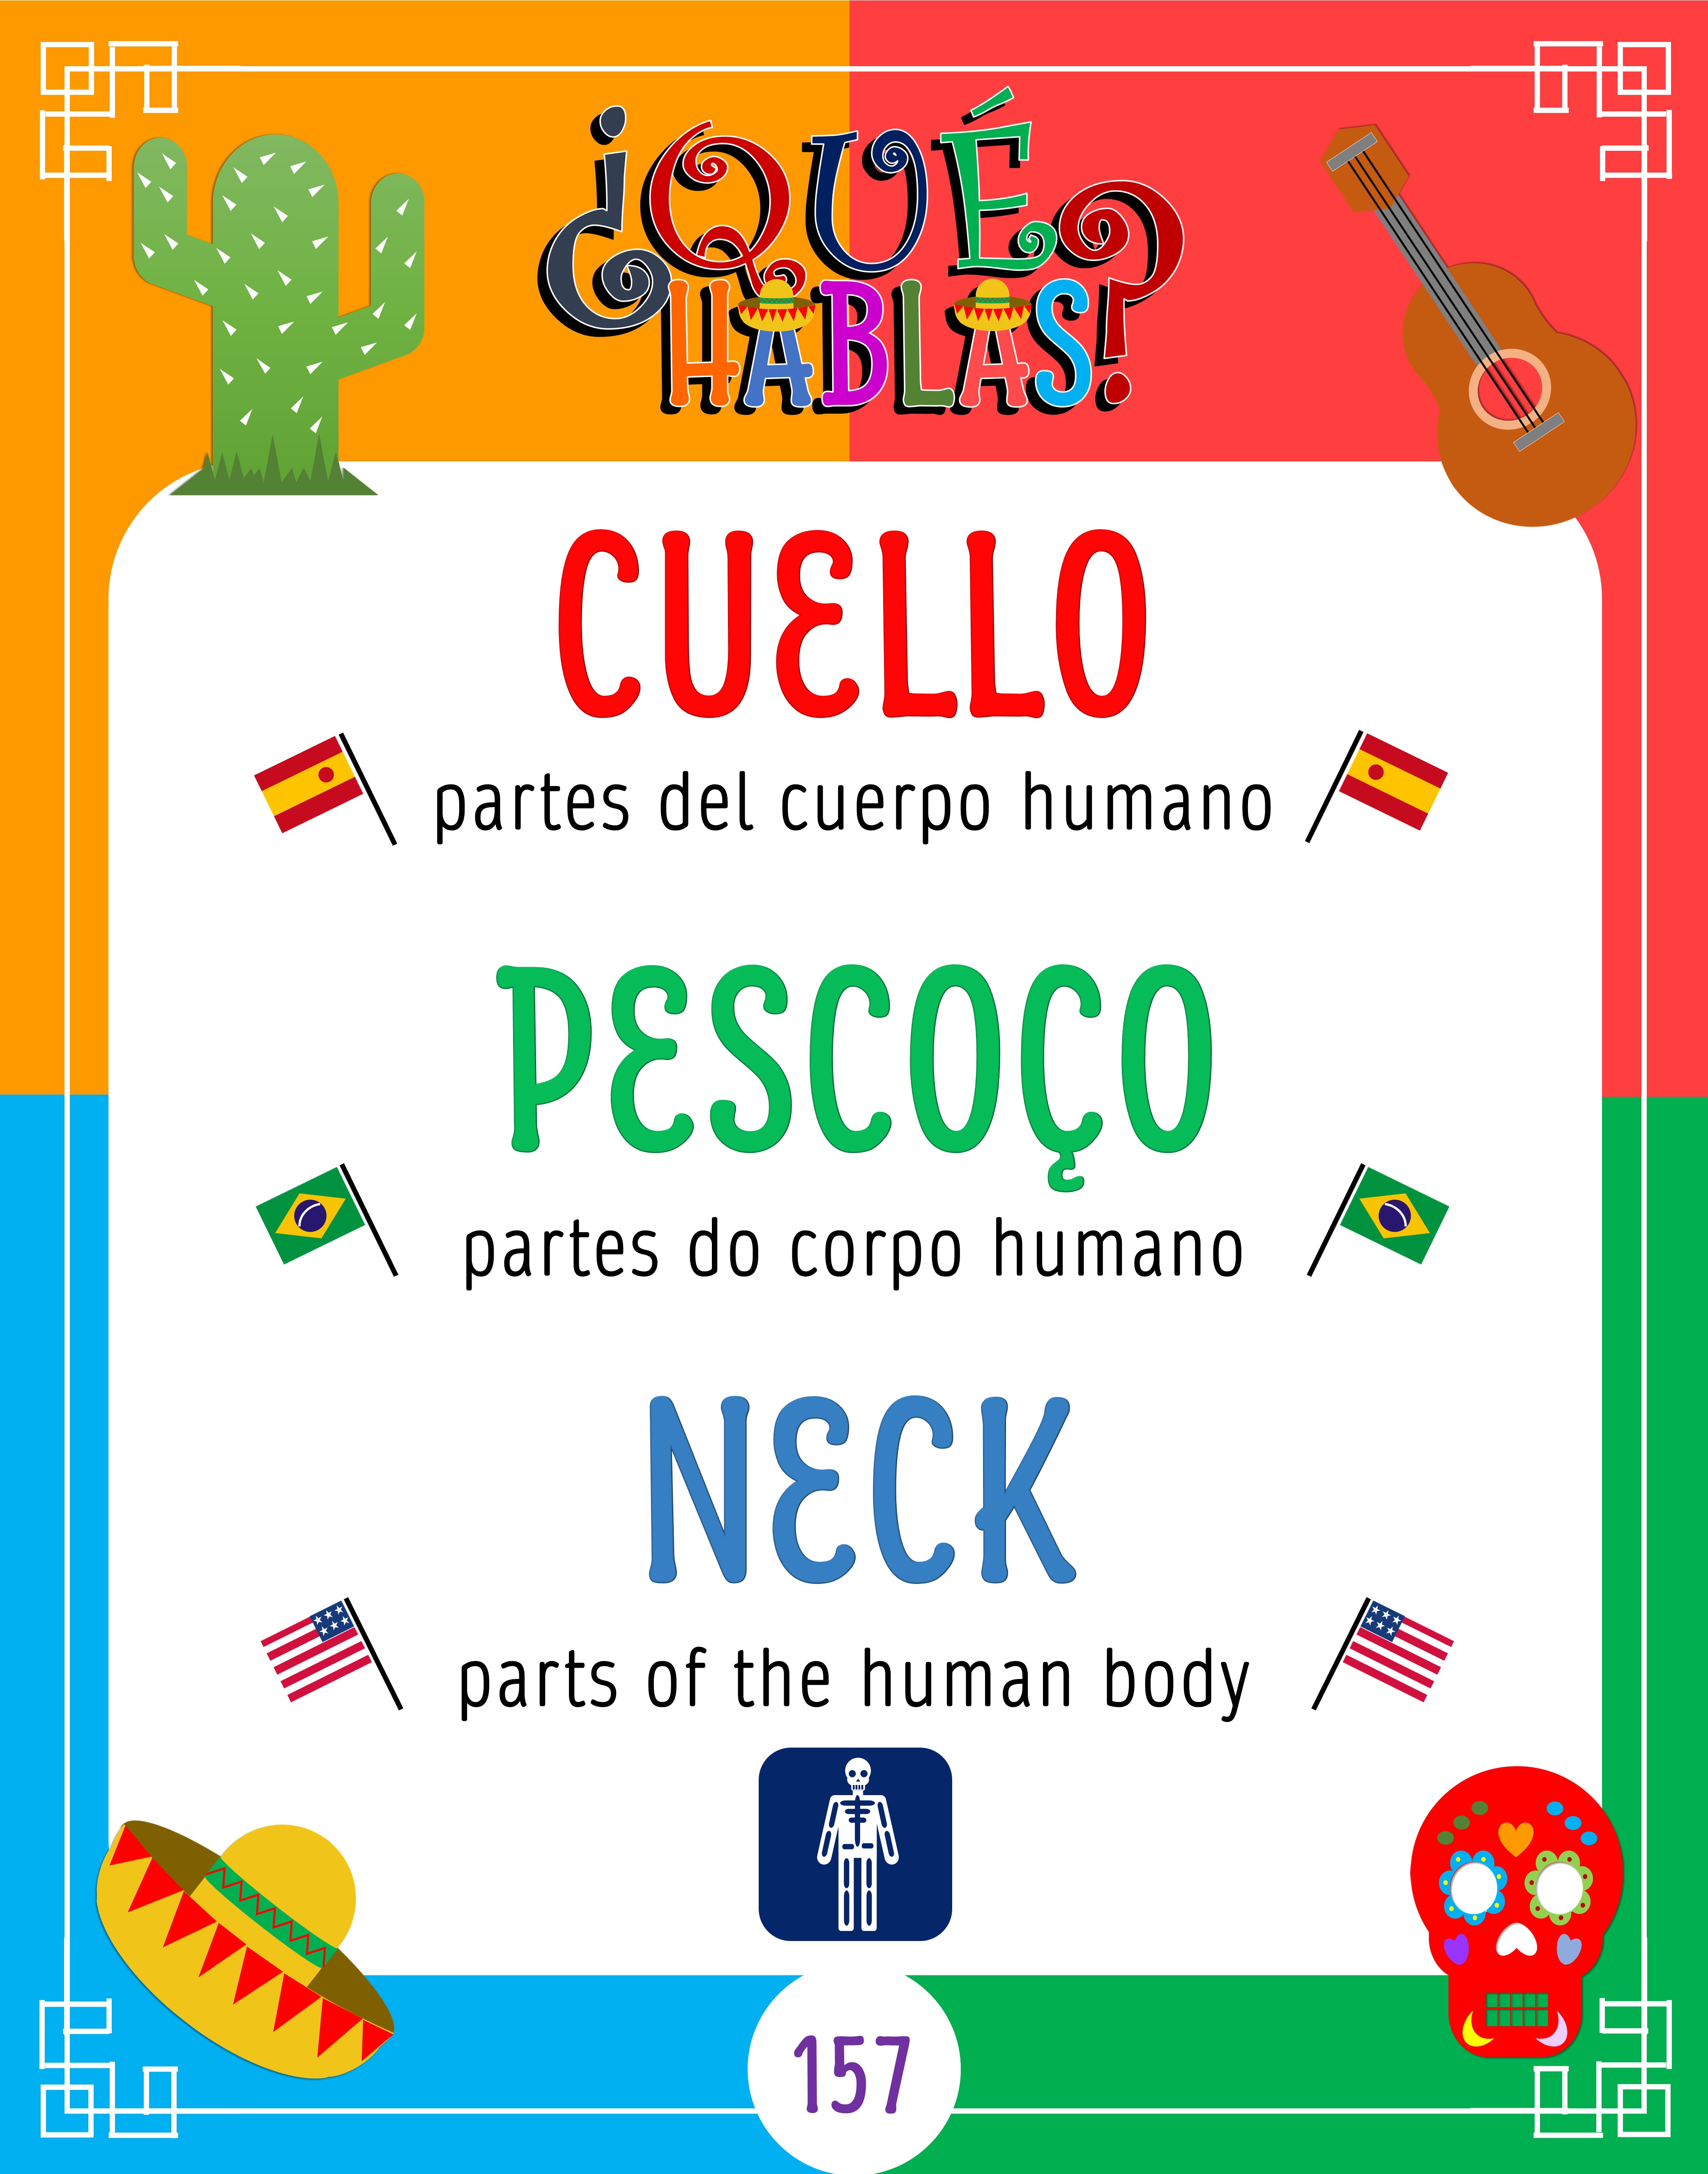 ¿QUÉ?
HABLAS!
CUELLO
partes del cuerpo humano
PESCOÇO
partes do corpo humano
NECK
parts of the human body
157